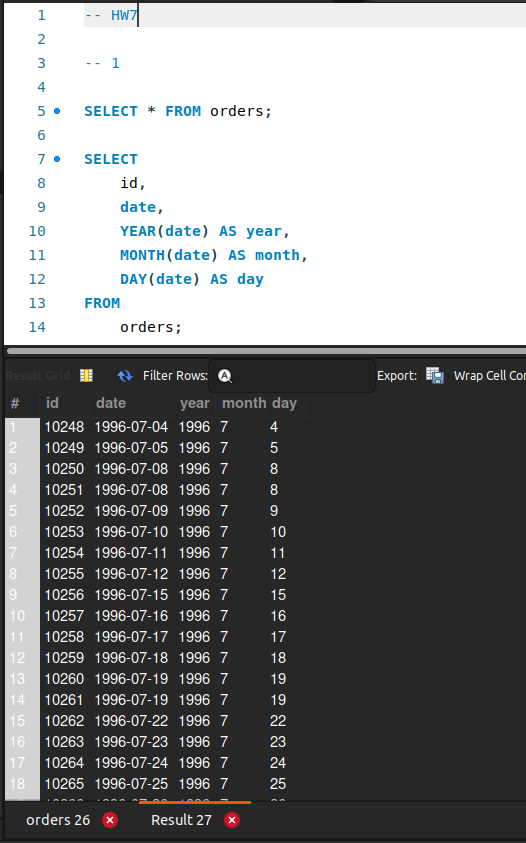 1 -- HW7
2
3 -- 1
4
5 SELECT * FROM orders;
6
7 SELECT
8 id,
9 date,
10 YEAR(date) AS year,
11 MONTH(date) AS month,
12 DAY(date) AS day
13 FROM
14 orders;
Result Grid Filter Rows: Export: Wrap Cell Con
# id date year month day
1 10248 1996-07-04 1996 7 4
2 10249 1996-07-05 1996 7 5
3 10250 1996-07-08 1996 7 8
4 10251 1996-07-08 1996 7 8
5 10252 1996-07-09 1996 7 9
6 10253 1996-07-10 1996 7 10
7 10254 1996-07-11 1996 7 11
8 10255 1996-07-12 1996 7 12
9 10256 1996-07-15 1996 7 15
10 10257 1996-07-16 1996 7 16
11 10258 1996-07-17 1996 7 17
12 10259 1996-07-18 1996 7 18
13 10260 1996-07-19 1996 7 19
14 10261 1996-07-19 1996 7 19
15 10262 1996-07-22 1996 7 22
16 10263 1996-07-23 1996 7 23
17 10264 1996-07-24 1996 7 24
18 10265 1996-07-25 1996 7 25
orders 26 Result 27